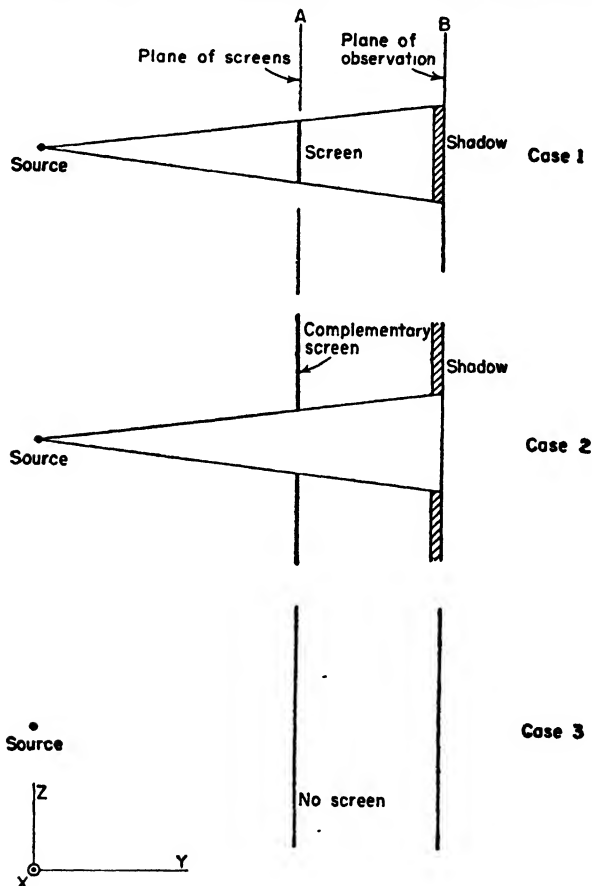 A
B
Plane of screens
Plane of
observation
Source
Screen
Shadow
Case 1
Complementary
screen
Shadow
Source
Case 2
Source
Case 3
No screen
Z
Y
X